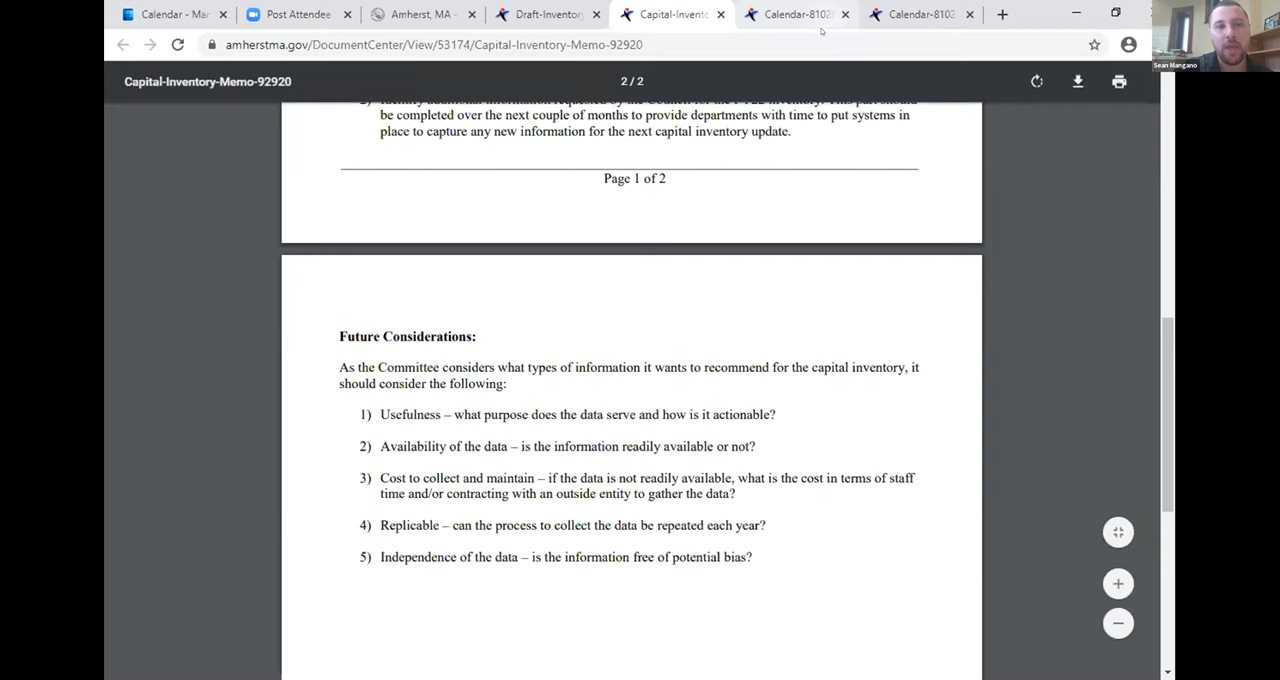 Calendar - Mar
Post Attendee
Amherst, MA -
Draft-Inventor
Capital-Invento
Calendar-8102
Calendar-8102
amherstma.gov/DocumentCenter/View/53174/Capital-Inventory-Memo-92920
Sean Mangano
Capital-Inventory-Memo-92920
2 / 2
be completed over the next couple of months to provide departments with time to put systems in
place to capture any new information for the next capital inventory update.
Page 1 of 2
Future Considerations:
As the Committee considers what types of information it wants to recommend for the capital inventory, it
should consider the following:
1) Usefulness – what purpose does the data serve and how is it actionable?
2) Availability of the data – is the information readily available or not?
3) Cost to collect and maintain – if the data is not readily available, what is the cost in terms of staff
time and/or contracting with an outside entity to gather the data?
4) Replicable – can the process to collect the data be repeated each year?
5) Independence of the data – is the information free of potential bias?